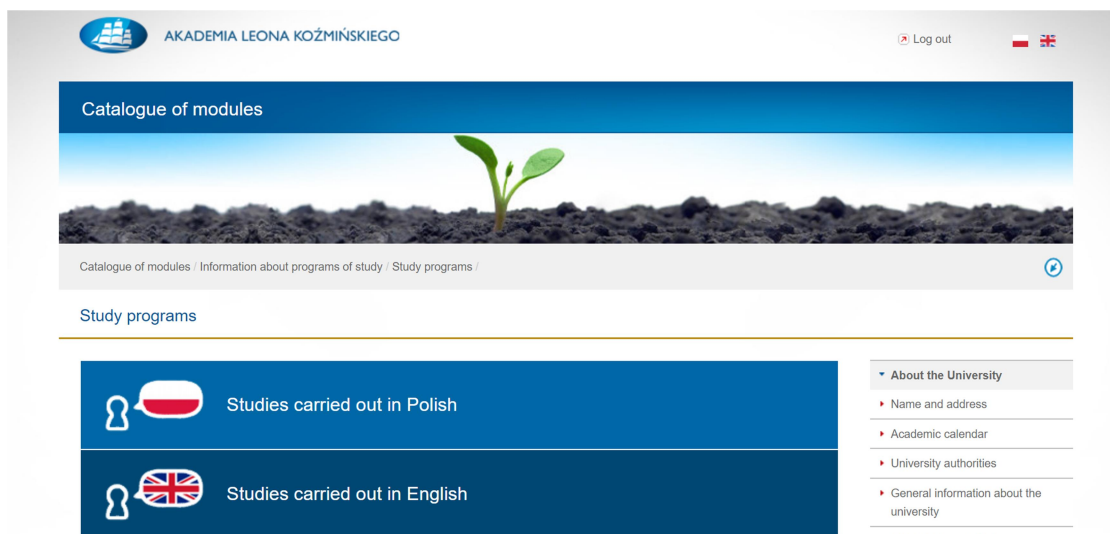 AKADEMIA LEONA KOŹMIŃSKIEGO
Log out
Catalogue of modules
Catalogue of modules / Information about programs of study / Study programs /
Study programs
Studies carried out in Polish
Studies carried out in English
About the University
Name and address
Academic calendar
University authorities
General information about the
university